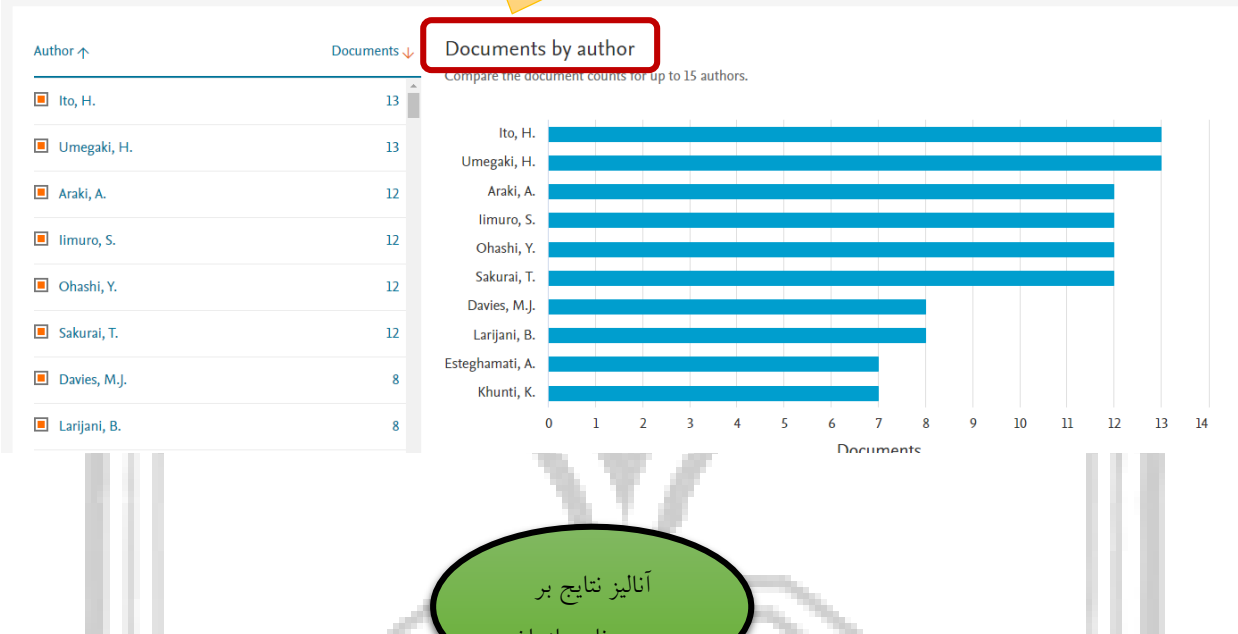 Author↑ Documents↓
Ito, H. 13
Umegaki, H. 13
Araki, A. 12
Iimuro, S. 12
Ohashi, Y. 12
Sakurai, T. 12
Davies, M.J. 8
Larijani, B. 8
Documents by author
Compare the document counts for up to 15 authors.
Ito, H.
Umegaki, H.
Araki, A.
Iimuro, S.
Ohashi, Y.
Sakurai, T.
Davies, M.J.
Larijani, B.
Esteghamati, A.
Khunti, K.
0 1 2 3 4 5 6 7 8 9 10 11 12 13 14
Documents
آنالیز نتایج بر